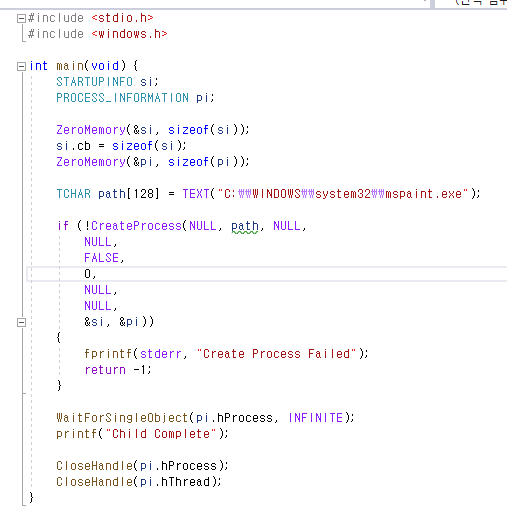 #include <stdio.h>
#include <windows.h>

int main(void) {
    STARTUPINFO si;
    PROCESS_INFORMATION pi;

    ZeroMemory(&si, sizeof(si));
    si.cb = sizeof(si);
    ZeroMemory(&pi, sizeof(pi));

    TCHAR path[128] = TEXT("C:₩₩WINDOWS₩₩system32₩₩mspaint.exe");

    if (!CreateProcess(NULL, path, NULL,
        NULL,
        FALSE,
        0,
        NULL,
        NULL,
        &si, &pi))
    {
        fprintf(stderr, "Create Process Failed");
        return -1;
    }

    WaitForSingleObject(pi.hProcess, INFINITE);
    printf("Child Complete");

    CloseHandle(pi.hProcess);
    CloseHandle(pi.hThread);
}